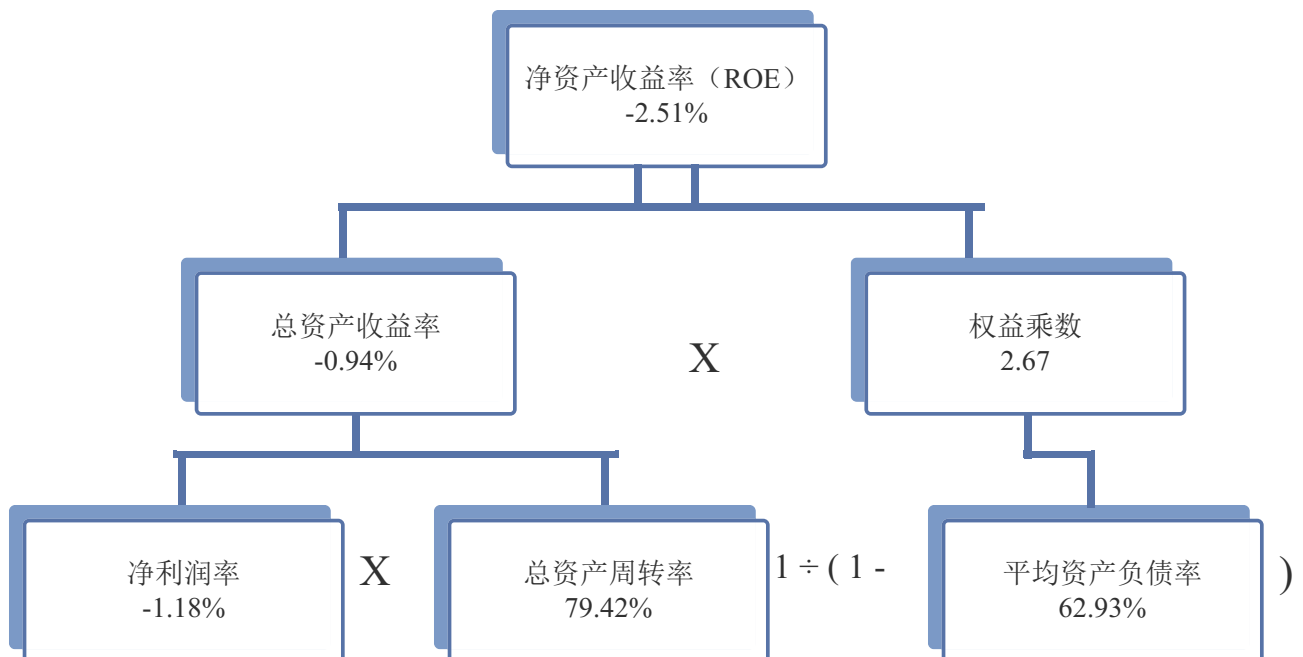 净资产收益率（ROE）
-2.51%
总资产收益率
-0.94%
X
权益乘数
2.67
净利润率
-1.18%
X
总资产周转率
79.42%
1 ÷ ( 1 -
平均资产负债率
62.93%
)